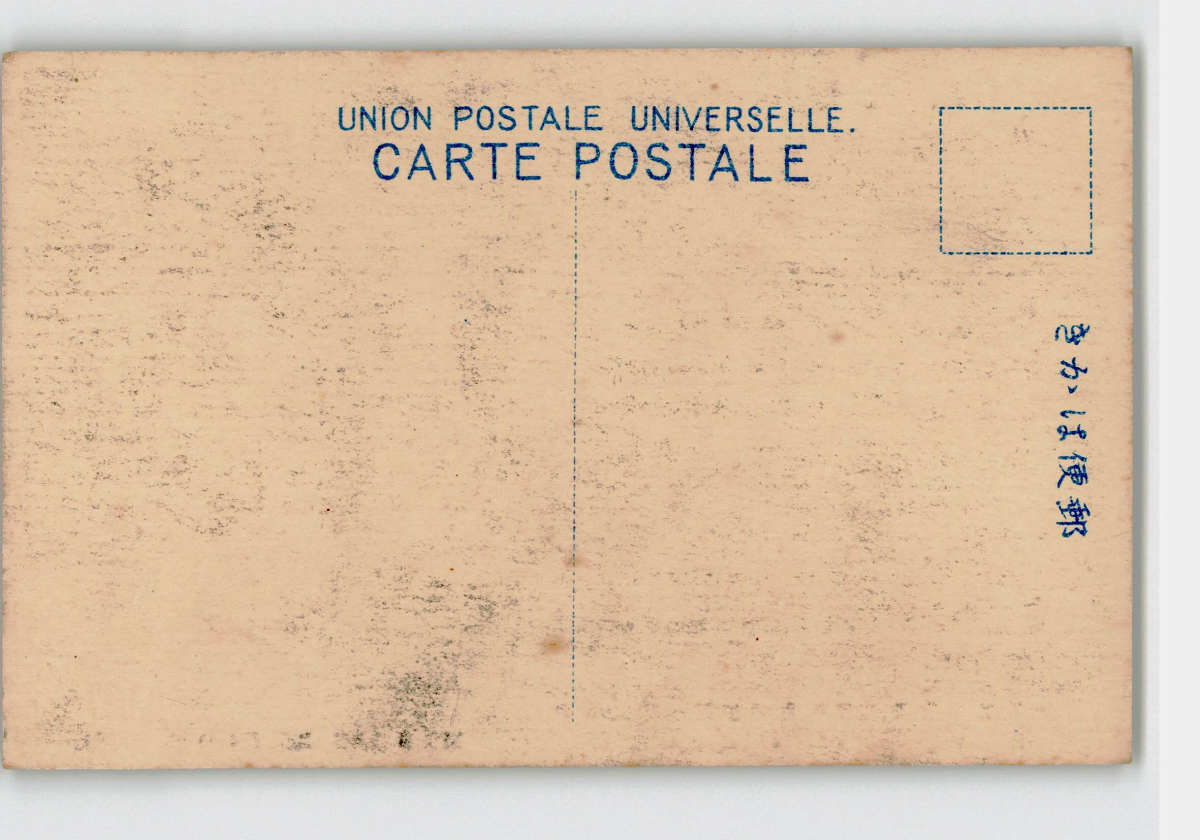 UNION POSTALE UNIVERSELLE.
CARTE POSTALE
郵便はかき